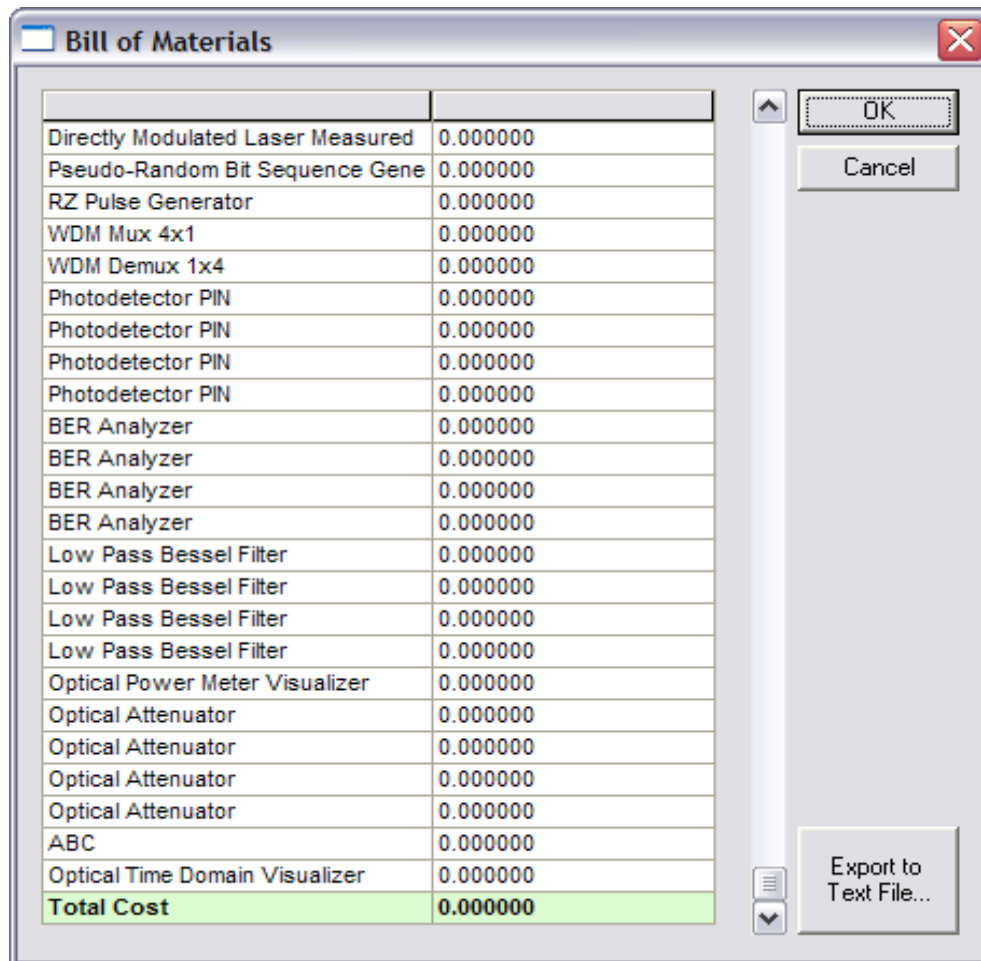 Bill of Materials
OK
Cancel
Directly Modulated Laser Measured 0.000000
Pseudo-Random Bit Sequence Gene 0.000000
RZ Pulse Generator 0.000000
WDM Mux 4x1 0.000000
WDM Demux 1x4 0.000000
Photodetector PIN 0.000000
Photodetector PIN 0.000000
Photodetector PIN 0.000000
Photodetector PIN 0.000000
BER Analyzer 0.000000
BER Analyzer 0.000000
BER Analyzer 0.000000
BER Analyzer 0.000000
Low Pass Bessel Filter 0.000000
Low Pass Bessel Filter 0.000000
Low Pass Bessel Filter 0.000000
Low Pass Bessel Filter 0.000000
Optical Power Meter Visualizer 0.000000
Optical Attenuator 0.000000
Optical Attenuator 0.000000
Optical Attenuator 0.000000
Optical Attenuator 0.000000
ABC 0.000000
Optical Time Domain Visualizer 0.000000
Total Cost 0.000000
Export to
Text File...